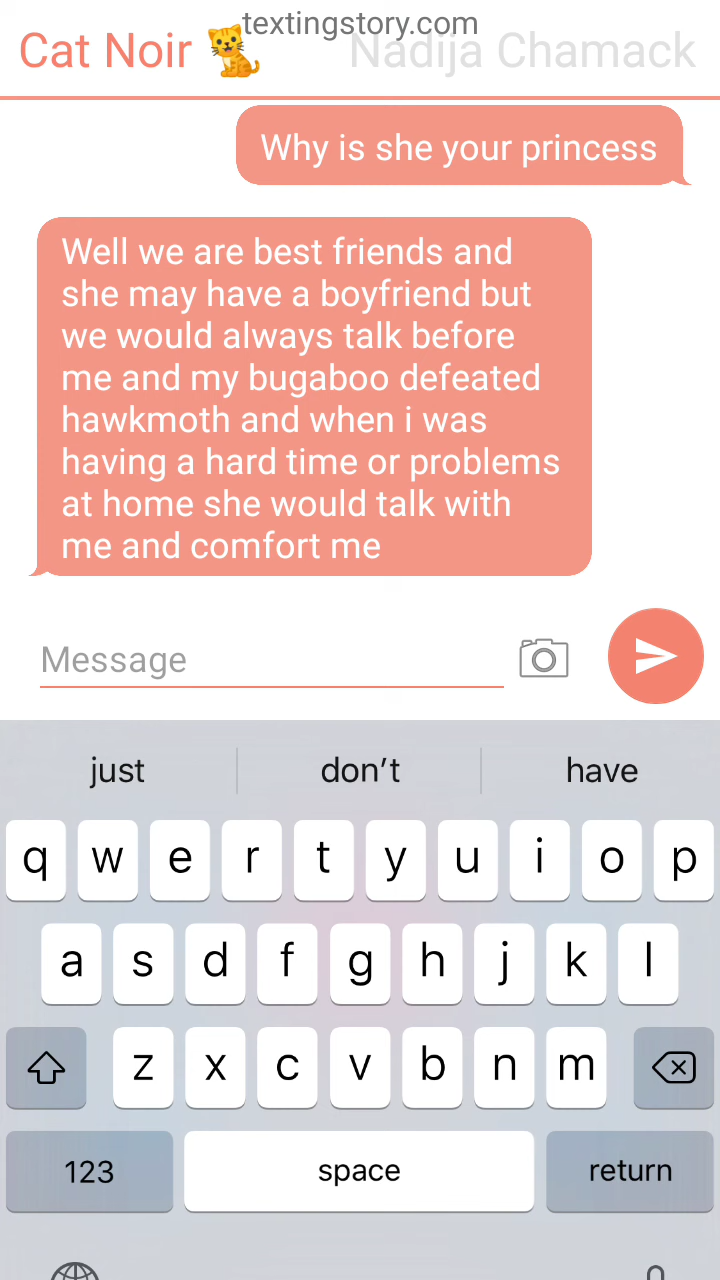 textingstory.com
Cat Noir Nadija Chamack
Why is she your princess
Well we are best friends and
she may have a boyfriend but
we would always talk before
me and my bugaboo defeated
hawkmoth and when i was
having a hard time or problems
at home she would talk with
me and comfort me
Message
just don't have
q w e r t y u i o p
a s d f g h j k l
z x c v b n m
123 space return